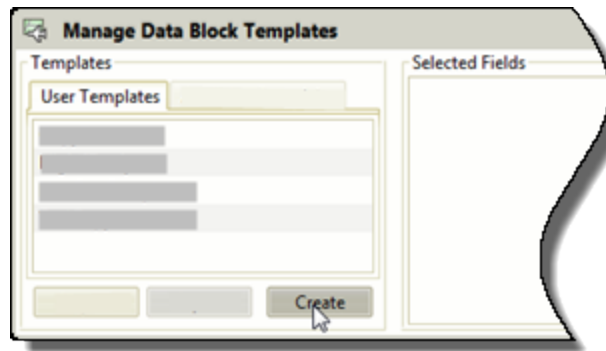 Manage Data Block Templates
Templates
Selected Fields
User Templates
Create